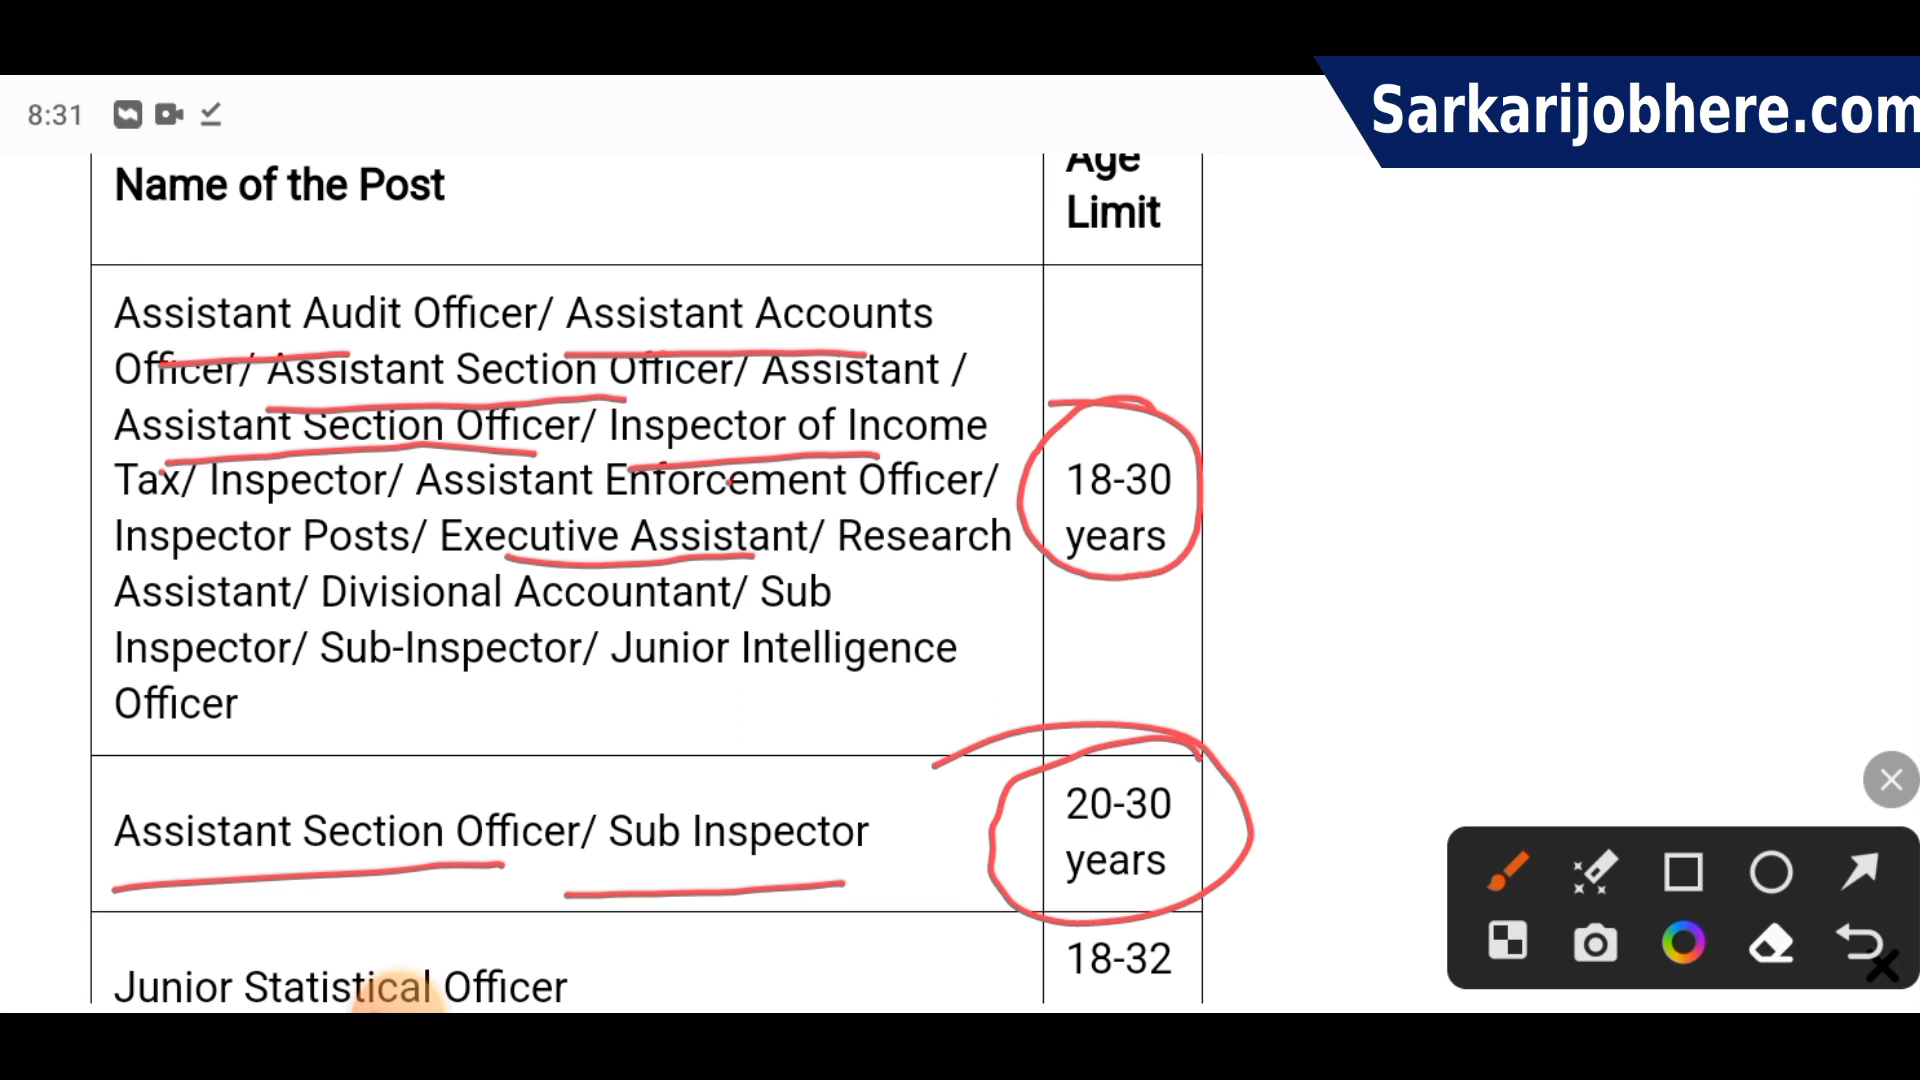 8:31
Sarkarijobhere.com
Name of the Post
Age
Limit
Assistant Audit Officer/ Assistant Accounts
Officer/ Assistant Section Officer/ Assistant /
Assistant Section Officer/ Inspector of Income
Tax/ Inspector/ Assistant Enforcement Officer/
Inspector Posts/ Executive Assistant/ Research
Assistant/ Divisional Accountant/ Sub
Inspector/ Sub-Inspector/ Junior Intelligence
Officer
18-30
years
Assistant Section Officer/ Sub Inspector
20-30
years
Junior Statistical Officer
18-32